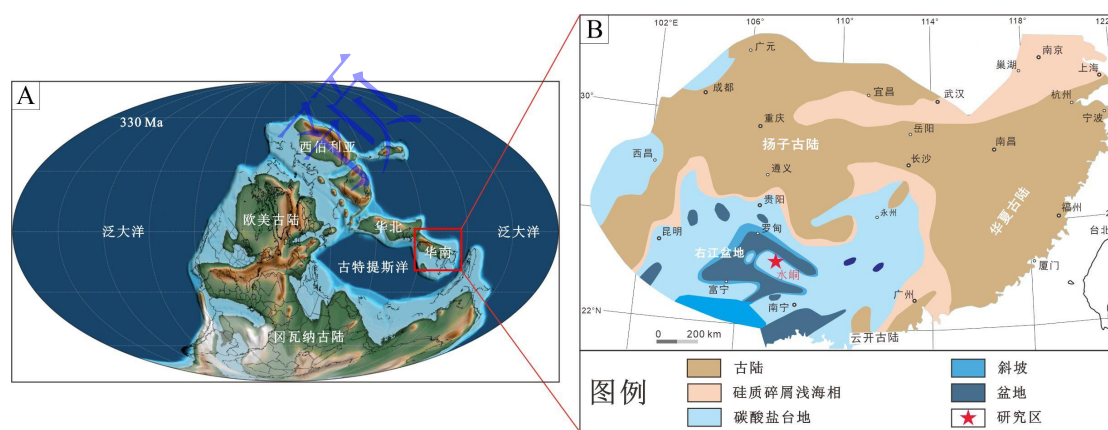 A
330 Ma
西伯利亚
欧美古陆
华北
泛大洋
华南
泛大洋
古特提斯洋
冈瓦纳古陆
B
102°E
106°
110°
114°
118°
122
30°
22°N
广元
成都
宜昌
武汉
巢湖
南京
上海
杭州
宁波
重庆
岳阳
南昌
扬子古陆
西昌
遵义
长沙
贵阳
永州
华夏古陆
福州
昆明
罗甸
台北
右江盆地
水峒
厦门
富宁
南宁
广州
云开古陆
0 200 km
图例
古陆
硅质碎屑浅海相
碳酸盐台地
斜坡
盆地
研究区